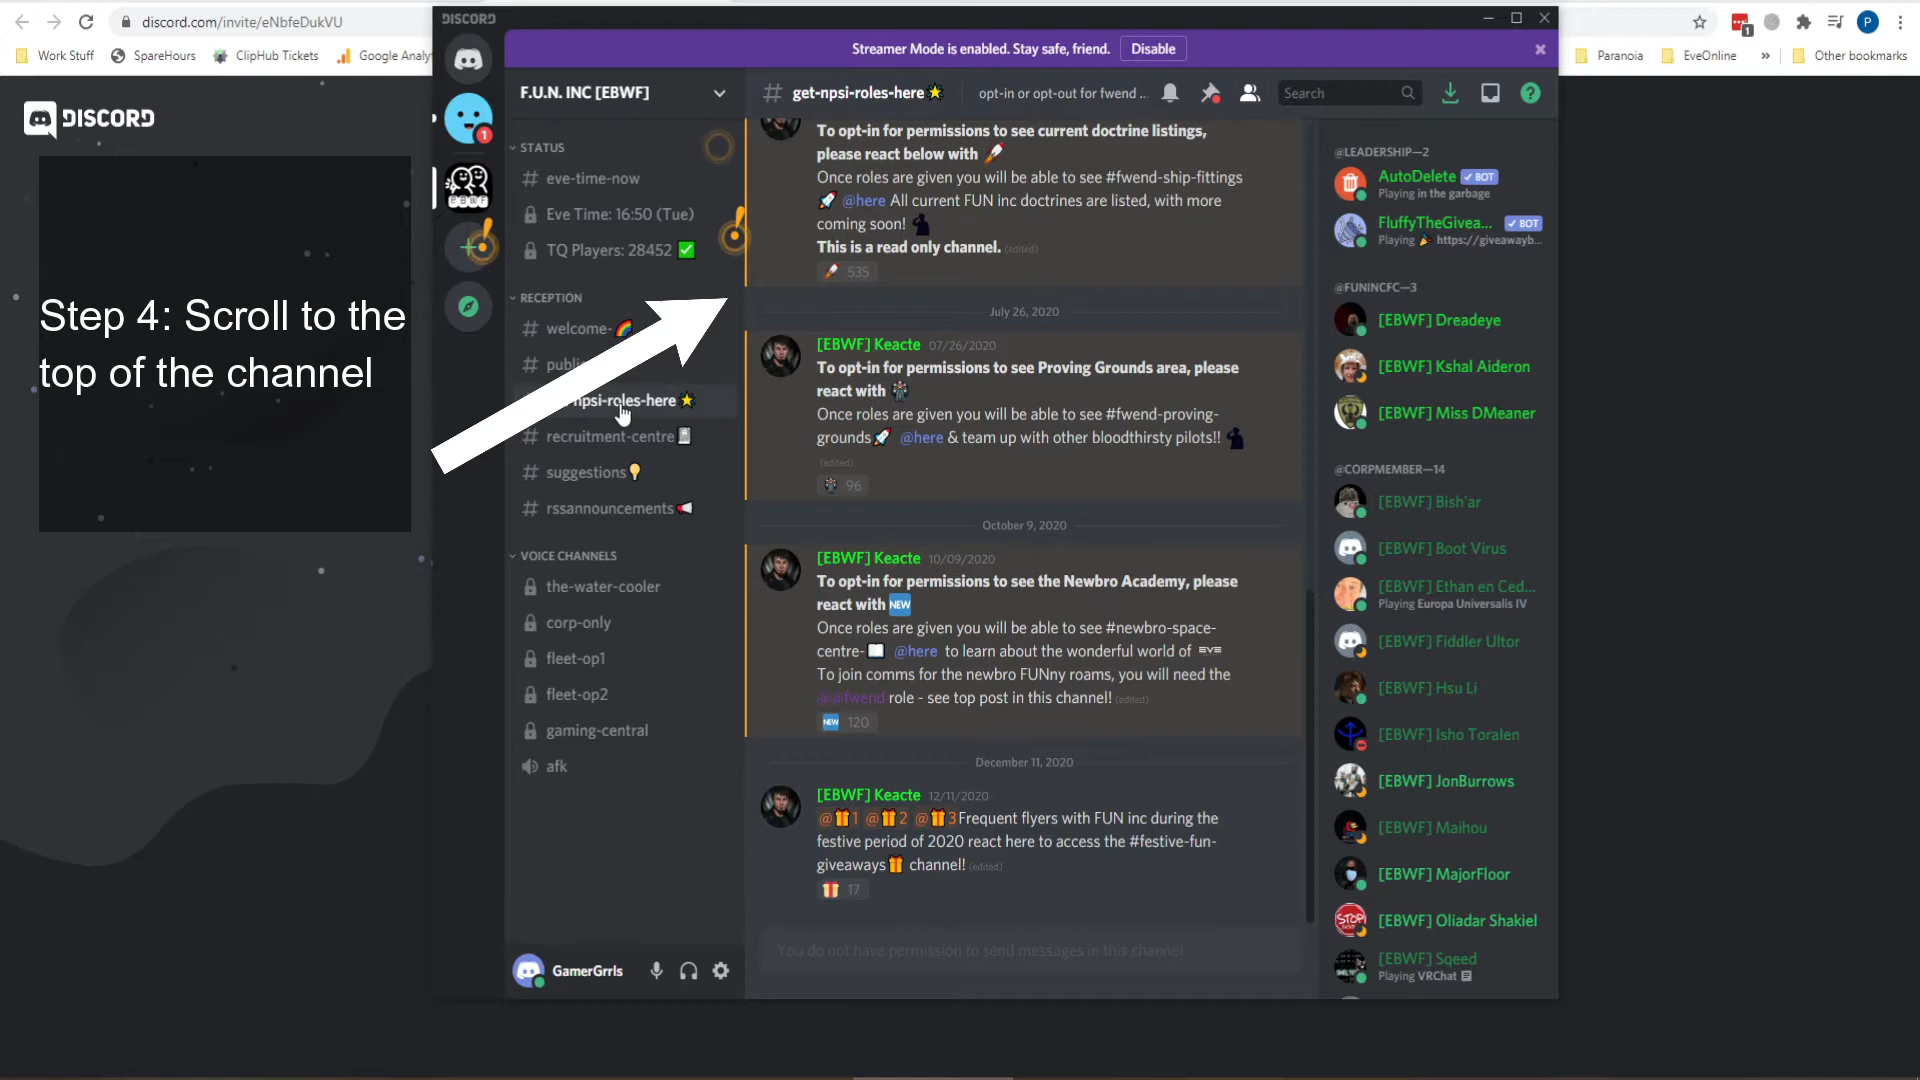 discord.com/invite/eNbfeDukVU
Work Stuff
SpareHours
ClipHub Tickets
Google Analy
Paranoia
EveOnline
»
Other bookmarks
1
P
DISCORD
Step 4: Scroll to the
top of the channel
DISCORD
Streamer Mode is enabled. Stay safe, friend.
Disable
1
EBWF
F.U.N. INC [EBWF]
STATUS
# eve-time-now
Eve Time: 16:50 (Tue)
TQ Players: 28452 ✅
RECEPTION
# welcome-🌈
publi
npsi-roles-here🌟
# recruitment-centre
# suggestions💡
# rssannouncements📢
VOICE CHANNELS
the-water-cooler
corp-only
fleet-op1
fleet-op2
gaming-central
afk
GamerGrrls
# get-npsi-roles-here🌟
opt-in or opt-out for fwend ...
Search
To opt-in for permissions to see current doctrine listings,
please react below with
Once roles are given you will be able to see #fwend-ship-fittings
🚀 @here All current FUN inc doctrines are listed, with more
coming soon!
This is a read only channel. (edited)
535
July 26, 2020
[EBWF] Keacte 07/26/2020
To opt-in for permissions to see Proving Grounds area, please
react with
Once roles are given you will be able to see #fwend-proving-
grounds🚀 @here & team up with other bloodthirsty pilots!!
(edited)
96
October 9, 2020
[EBWF] Keacte 10/09/2020
To opt-in for permissions to see the Newbro Academy, please
react with NEW
Once roles are given you will be able to see #newbro-space-
centre-📖 @here to learn about the wonderful world of EVE
To join comms for the newbro FUNny roams, you will need the
@@fwend role - see top post in this channel! (edited)
NEW 120
December 11, 2020
[EBWF] Keacte 12/11/2020
@🎁1 @🎁2 @🎁3 Frequent flyers with FUN inc during the
festive period of 2020 react here to access the #festive-fun-
giveaways🎁 channel! (edited)
17
You do not have permission to send messages in this channel.
@LEADERSHIP—2
AutoDelete ✓ BOT
Playing in the garbage
FluffyTheGivea... ✓ BOT
Playing 🎉 https://giveawayb...
@FUNINCFC—3
[EBWF] Dreadeye
[EBWF] Kshal Aideron
[EBWF] Miss DMeaner
@CORPMEMBER—14
[EBWF] Bish'ar
[EBWF] Boot Virus
[EBWF] Ethan en Ced...
Playing Europa Universalis IV
[EBWF] Fiddler Ultor
[EBWF] Hsu Li
[EBWF] Isho Toralen
[EBWF] JonBurrows
[EBWF] Maihou
[EBWF] MajorFloor
STOP
[EBWF] Oliadar Shakiel
[EBWF] Sqeed
Playing VRChat